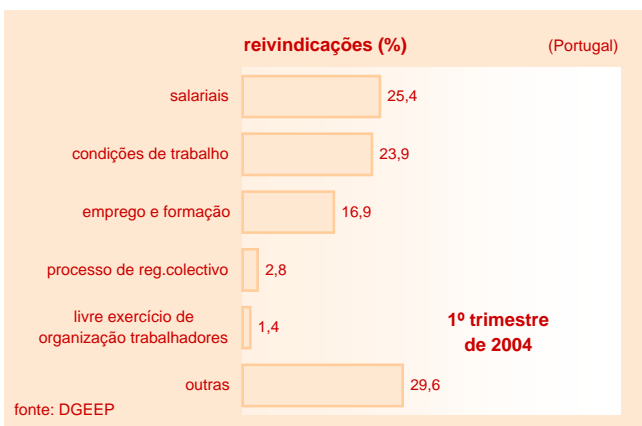 reivindicações (%)
(Portugal)
salariais
25,4
condições de trabalho
23,9
emprego e formação
16,9
processo de reg.colectivo
2,8
livre exercício de
organização trabalhadores
1,4
1º trimestre
de 2004
outras
29,6
fonte: DGEEP